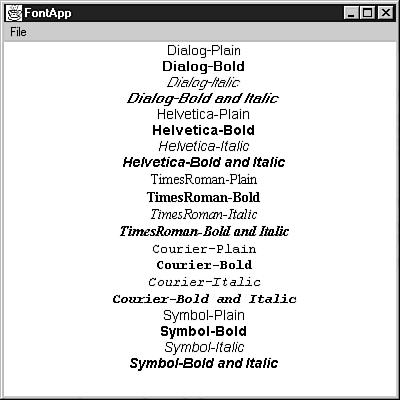 FontApp
File
Dialog-Plain
Dialog-Bold
Dialog-Italic
Dialog-Bold and Italic
Helvetica-Plain
Helvetica-Bold
Helvetica-Italic
Helvetica-Bold and Italic
TimesRoman-Plain
TimesRoman-Bold
TimesRoman-Italic
TimesRoman-Bold and Italic
Courier-Plain
Courier-Bold
Courier-Italic
Courier-Bold and Italic
Symbol-Plain
Symbol-Bold
Symbol-Italic
Symbol-Bold and Italic